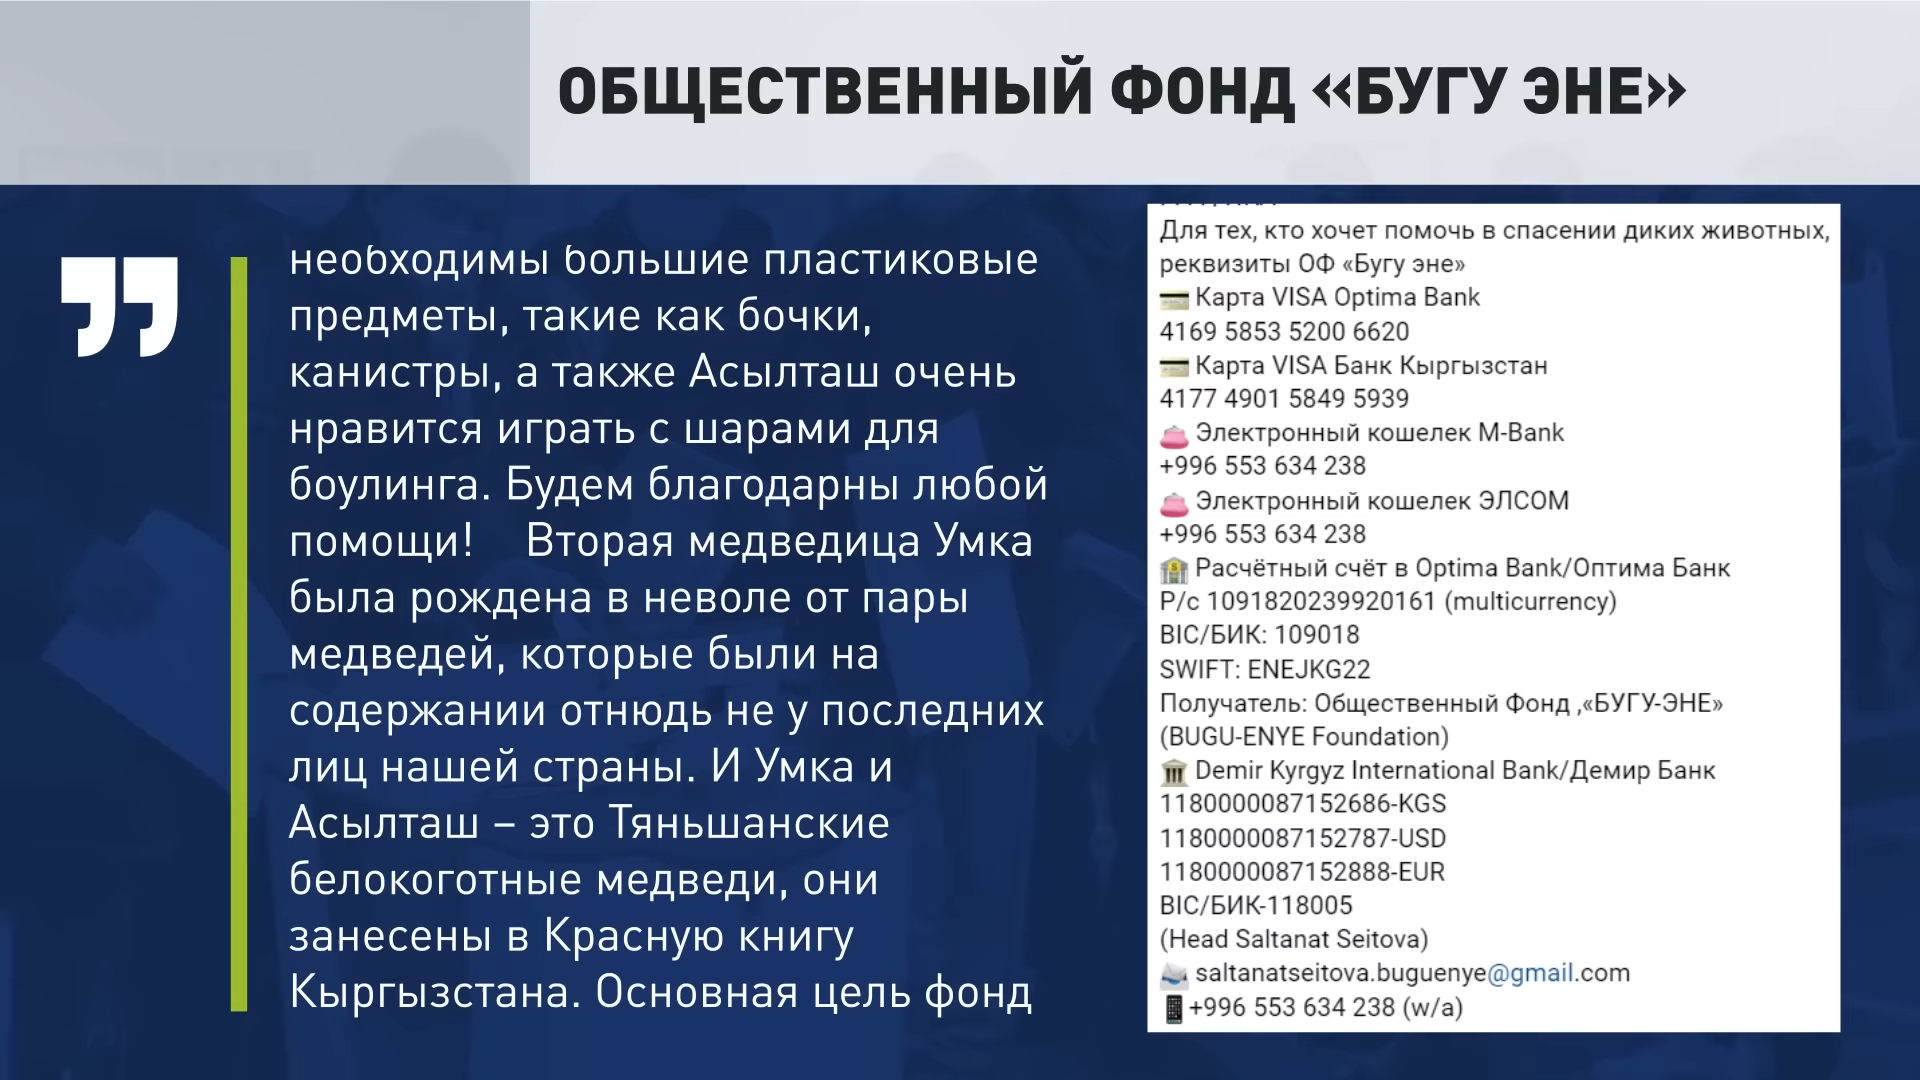 ОБЩЕСТВЕННЫЙ ФОНД «БУГУ ЭНЕ»
необходимы большие пластиковые
предметы, такие как бочки,
канистры, а также Асылташ очень
нравится играть с шарами для
боулинга. Будем благодарны любой
помощи! Вторая медведица Умка
была рождена в неволе от пары
медведей, которые были на
содержании отнюдь не у последних
лиц нашей страны. И Умка и
Асылташ – это Тяньшанские
белокоготные медведи, они
занесены в Красную книгу
Кыргызстана. Основная цель фонд
Для тех, кто хочет помочь в спасении диких животных,
реквизиты ОФ «Бугу эне»
Карта VISA Optima Bank
4169 5853 5200 6620
Карта VISA Банк Кыргызстан
4177 4901 5849 5939
Электронный кошелек M-Bank
+996 553 634 238
Электронный кошелек ЭЛСОМ
+996 553 634 238
Расчётный счёт в Optima Bank/Оптима Банк
Р/с 1091820239920161 (multicurrency)
BIC/БИК: 109018
SWIFT: ENEJKG22
Получатель: Общественный Фонд ,«БУГУ-ЭНЕ»
(BUGU-ENYE Foundation)
Demir Kyrgyz International Bank/Демир Банк
1180000087152686-KGS
1180000087152787-USD
1180000087152888-EUR
BIC/БИК-118005
(Head Saltanat Seitova)
saltanatseitova.buguenye@gmail.com
+996 553 634 238 (w/a)